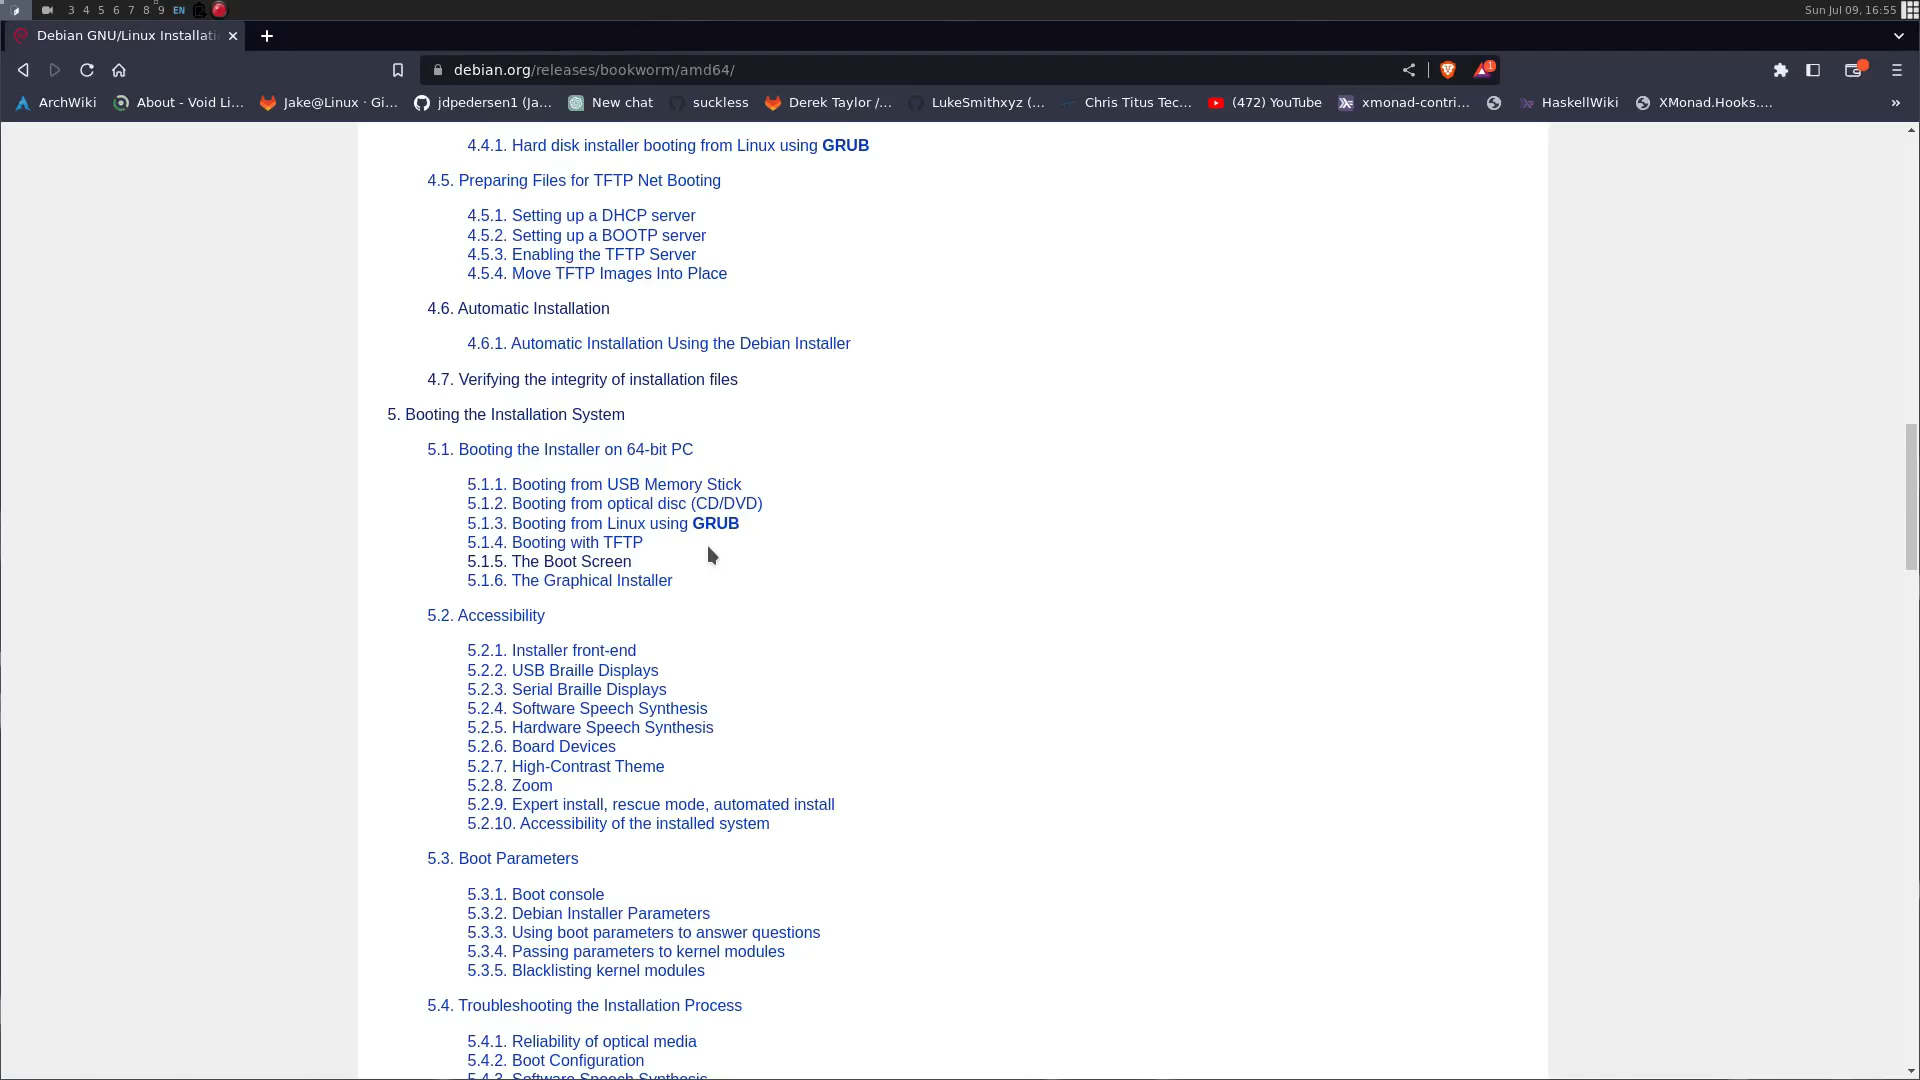 3 4 5 6 7 8 9 EN
Sun Jul 09, 16:55
Debian GNU/Linux Installati
debian.org/releases/bookworm/amd64/
1
ArchWiki
About - Void Li...
Jake@Linux · Gi...
jdpedersen1 (Ja...
New chat
suckless
Derek Taylor /...
LukeSmithxyz (...
Chris Titus Tec...
(472) YouTube
xmonad-contri...
HaskellWiki
XMonad.Hooks....
»
4.4.1. Hard disk installer booting from Linux using GRUB
4.5. Preparing Files for TFTP Net Booting
4.5.1. Setting up a DHCP server
4.5.2. Setting up a BOOTP server
4.5.3. Enabling the TFTP Server
4.5.4. Move TFTP Images Into Place
4.6. Automatic Installation
4.6.1. Automatic Installation Using the Debian Installer
4.7. Verifying the integrity of installation files
5. Booting the Installation System
5.1. Booting the Installer on 64-bit PC
5.1.1. Booting from USB Memory Stick
5.1.2. Booting from optical disc (CD/DVD)
5.1.3. Booting from Linux using GRUB
5.1.4. Booting with TFTP
5.1.5. The Boot Screen
5.1.6. The Graphical Installer
5.2. Accessibility
5.2.1. Installer front-end
5.2.2. USB Braille Displays
5.2.3. Serial Braille Displays
5.2.4. Software Speech Synthesis
5.2.5. Hardware Speech Synthesis
5.2.6. Board Devices
5.2.7. High-Contrast Theme
5.2.8. Zoom
5.2.9. Expert install, rescue mode, automated install
5.2.10. Accessibility of the installed system
5.3. Boot Parameters
5.3.1. Boot console
5.3.2. Debian Installer Parameters
5.3.3. Using boot parameters to answer questions
5.3.4. Passing parameters to kernel modules
5.3.5. Blacklisting kernel modules
5.4. Troubleshooting the Installation Process
5.4.1. Reliability of optical media
5.4.2. Boot Configuration
5.4.3. Software Speech Synthesis